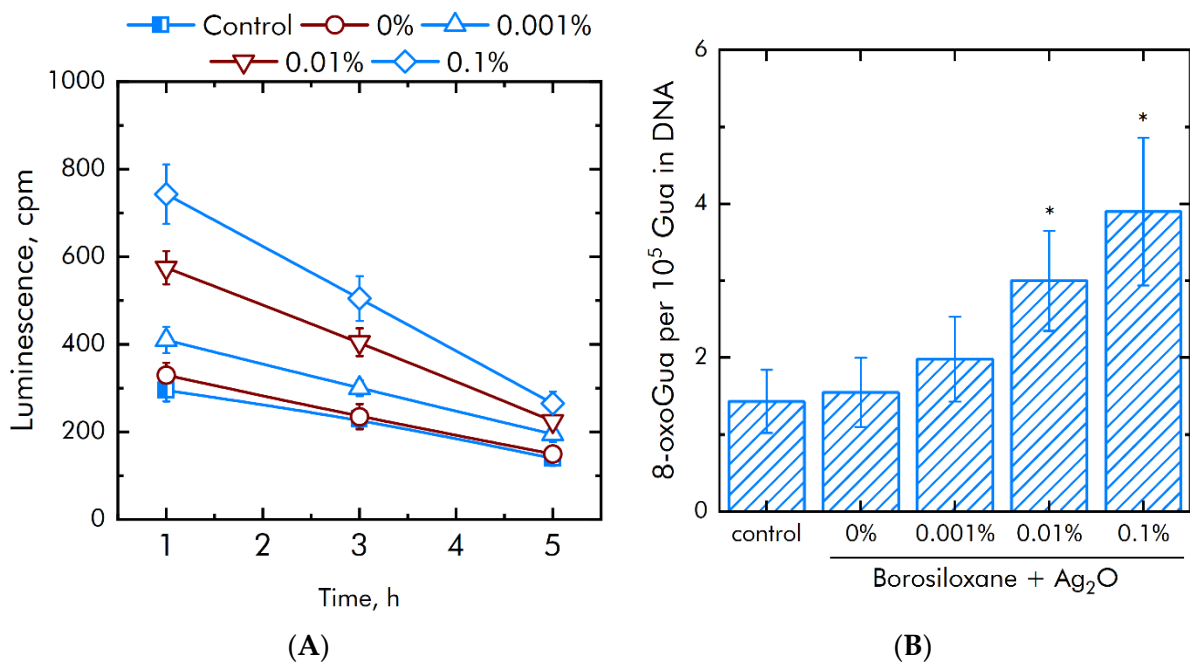 Control 0% 0.001%
0.01% 0.1%
1000
800
600
400
200
0
Luminescence, cpm
1 2 3 4 5
Time, h
(A)
6
4
2
0
8-oxoGua per 10⁵ Gua in DNA
*
*
control 0% 0.001% 0.01% 0.1%
Borosiloxane + Ag₂O
(B)